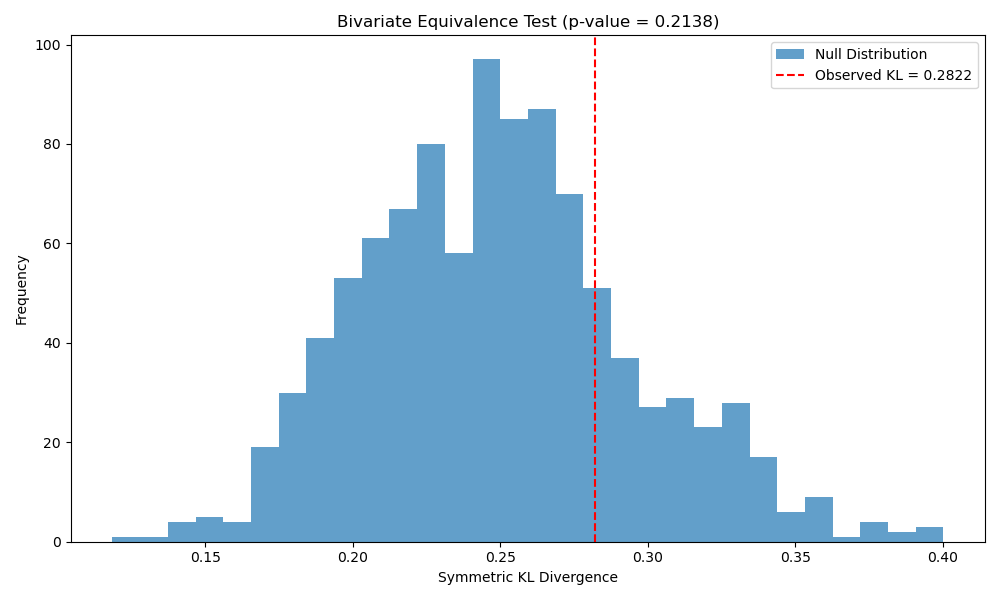 Bivariate Equivalence Test (p-value = 0.2138)
Null Distribution
Observed KL = 0.2822
100
80
60
40
20
0
Frequency
0.15
0.20
0.25
0.30
0.35
0.40
Symmetric KL Divergence